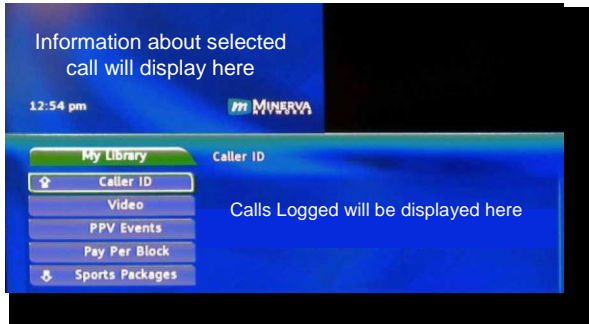 Information about selected
call will display here
12:54 pm
m MINERVA
NETWORKS
My Library
Caller ID
Caller ID
Calls Logged will be displayed here
Video
PPV Events
Pay Per Block
Sports Packages